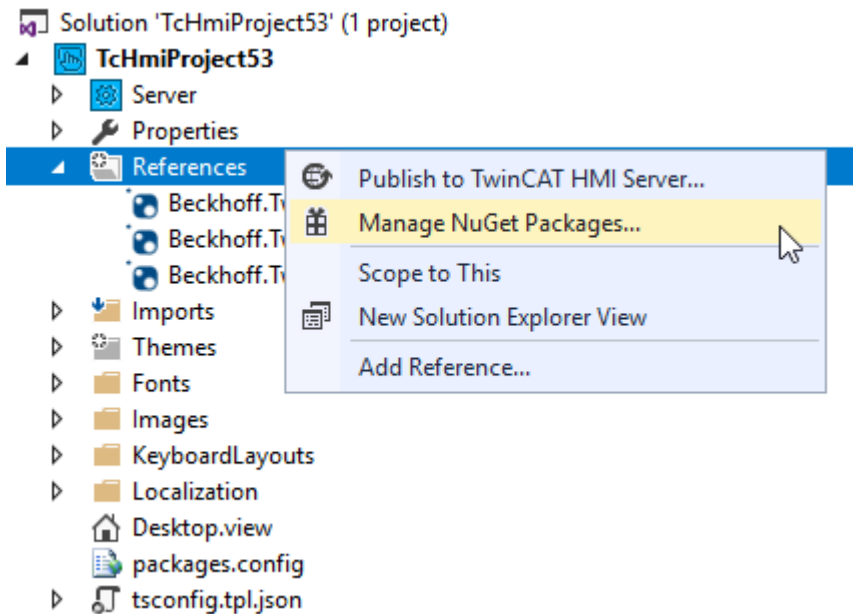 Solution 'TcHmiProject53' (1 project)
TcHmiProject53
Server
Properties
References
Publish to TwinCAT HMI Server...
Beckhoff.Tw
Manage NuGet Packages...
Beckhoff.Tw
Beckhoff.Tw
Scope to This
Imports
New Solution Explorer View
Themes
Add Reference...
Fonts
Images
KeyboardLayouts
Localization
Desktop.view
packages.config
tsconfig.tpl.json